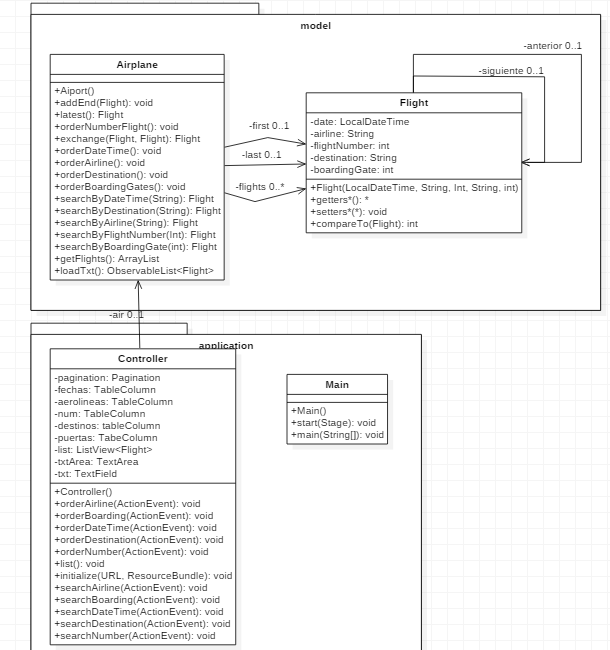 model
-anterior 0..1
-siguiente 0..1
Airplane
+Aiport()
+addEnd(Flight): void
+latest(): Flight
+orderNumberFlight(): void
+exchange(Flight, Flight): Flight
+orderDateTime(): void
+orderAirline(): void
+orderDestination(): void
+orderBoardingGates(): void
+searchByDateTime(String): Flight
+searchByDestination(String): Flight
+searchByAirline(String): Flight
+searchByFlightNumber(Int): Flight
+searchByBoardingGate(int): Flight
+getFlights(): ArrayList
+loadTxt(): ObservableList<Flight>
-first 0..1
-last 0..1
-flights 0..*
Flight
-date: LocalDateTime
-airline: String
-flightNumber: int
-destination: String
-boardingGate: int
+Flight(LocalDateTime, String, Int, String, int)
+getters*(): *
+setters*(*): void
+compareTo(Flight): int
-air 0..1
application
Controller
-pagination: Pagination
-fechas: TableColumn
-aerolineas: TableColumn
-num: TableColumn
-destinos: tableColumn
-puertas: TabeColumn
-list: ListView<Flight>
-txtArea: TextArea
-txt: TextField
+Controller()
+orderAirline(ActionEvent): void
+orderBoarding(ActionEvent): void
+orderDateTime(ActionEvent): void
+orderDestination(ActionEvent): void
+orderNumber(ActionEvent): void
+list(): void
+initialize(URL, ResourceBundle): void
+searchAirline(ActionEvent): void
+searchBoarding(ActionEvent): void
+searchDateTime(ActionEvent): void
+searchDestination(ActionEvent): void
+searchNumber(ActionEvent): void
Main
+Main()
+start(Stage): void
+main(String[]): void